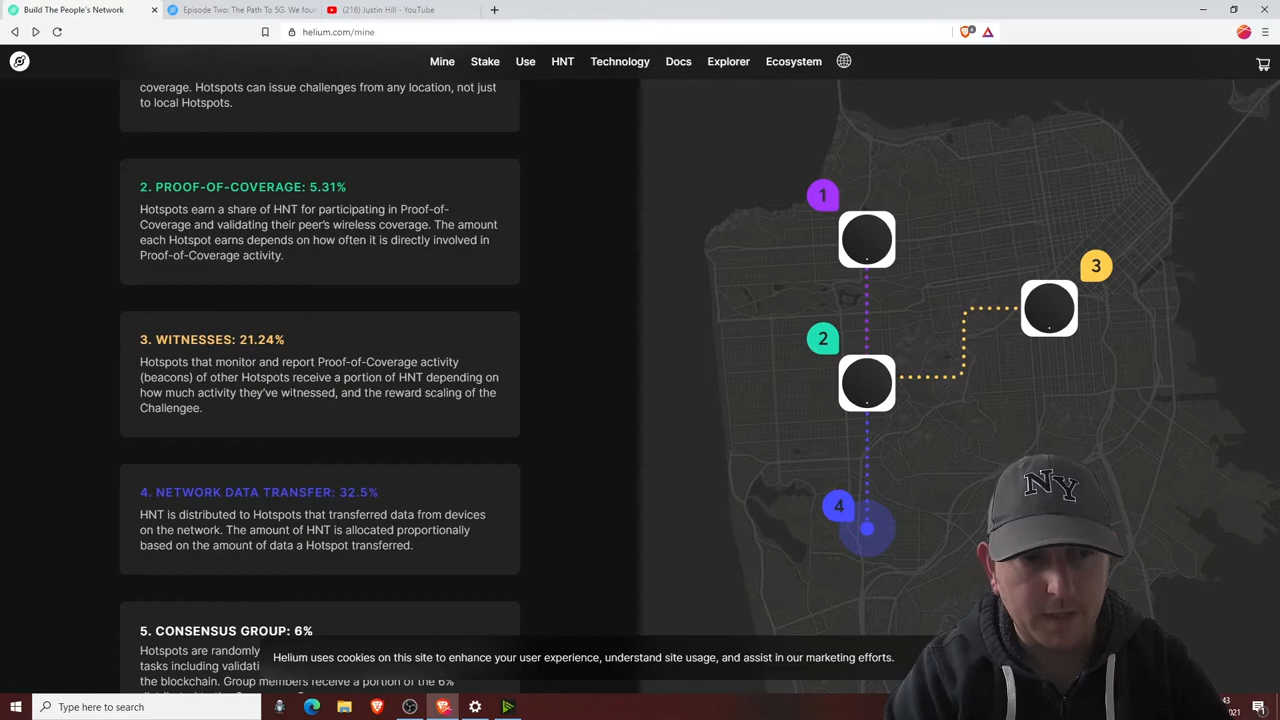 Build The People's Network
Episode Two: The Path To 5G. We four
(216) Justin Hill - YouTube
helium.com/mine
Mine
Stake
Use
HNT
Technology
Docs
Explorer
Ecosystem
coverage. Hotspots can issue challenges from any location, not just
to local Hotspots.
2. PROOF-OF-COVERAGE: 5.31%
Hotspots earn a share of HNT for participating in Proof-of-
Coverage and validating their peer's wireless coverage. The amount
each Hotspot earns depends on how often it is directly involved in
Proof-of-Coverage activity.
3. WITNESSES: 21.24%
Hotspots that monitor and report Proof-of-Coverage activity
(beacons) of other Hotspots receive a portion of HNT depending on
how much activity they've witnessed, and the reward scaling of the
Challengee.
4. NETWORK DATA TRANSFER: 32.5%
HNT is distributed to Hotspots that transferred data from devices
on the network. The amount of HNT is allocated proportionally
based on the amount of data a Hotspot transferred.
5. CONSENSUS GROUP: 6%
Hotspots are randomly
tasks including validati
the blockchain. Group members receive a portion of the 6%
1
2
3
4
NY
Helium uses cookies on this site to enhance your user experience, understand site usage, and assist in our marketing efforts.
Type here to search
43
2021